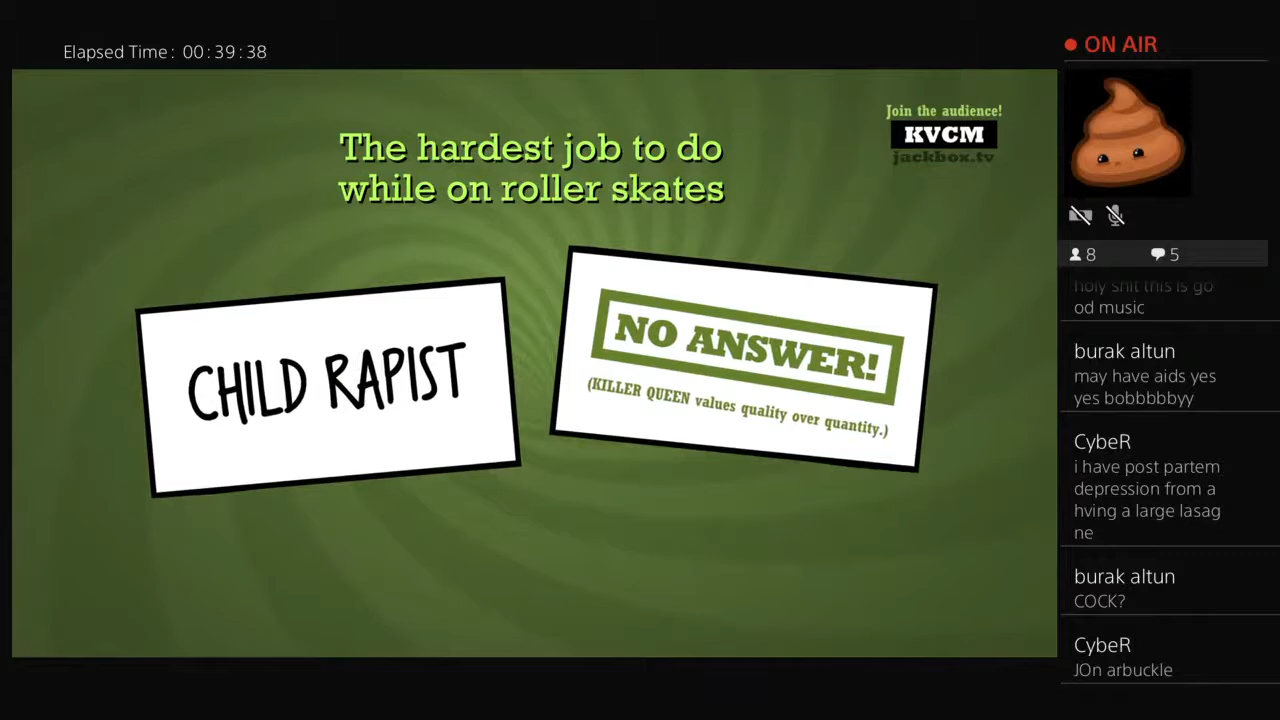 Elapsed Time: 00:39:38
ON AIR
Join the audience!
KVCM
jackbox.tv
The hardest job to do
while on roller skates
CHILD RAPIST
NO ANSWER!
(KILLER QUEEN values quality over quantity.)
8
5
holy shit this is go
od music
burak altun
may have aids yes
yes bobbbbbyy
CybeR
i have post partem
depression from a
hving a large lasag
ne
burak altun
COCK?
CybeR
JOn arbuckle